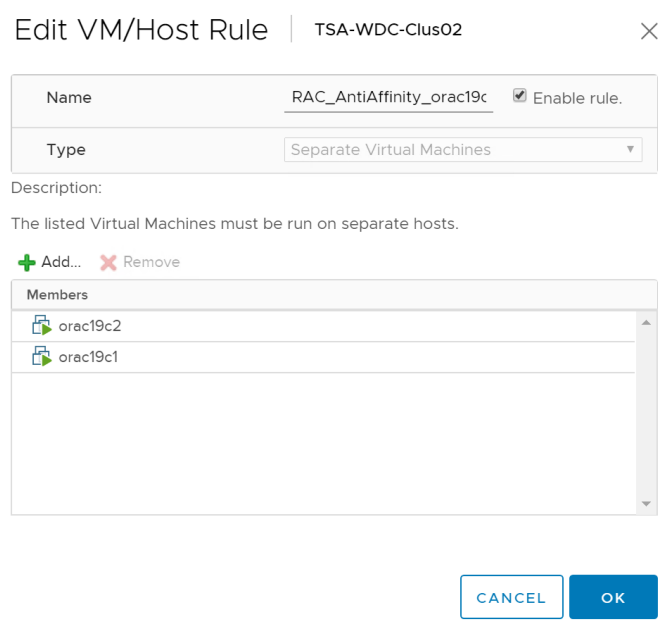 Edit VM/Host Rule TSA-WDC-Clus02
Name RAC_AntiAffinity_orac19c Enable rule.
Type Separate Virtual Machines
Description:
The listed Virtual Machines must be run on separate hosts.
Add... Remove
Members
orac19c2
orac19c1
CANCEL OK